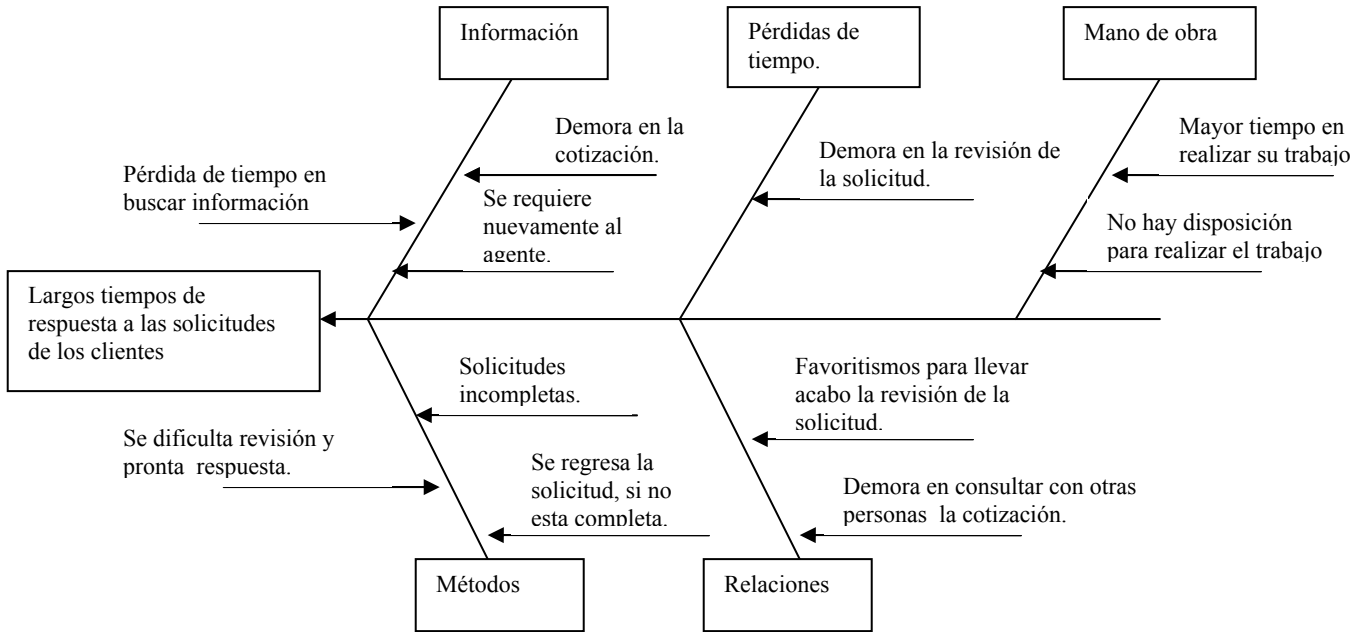 Información
Pérdidas de
tiempo.
Mano de obra
Demora en la
cotización.
Pérdida de tiempo en
buscar información
Se requiere
nuevamente al
agente.
Demora en la revisión de
la solicitud.
Mayor tiempo en
realizar su trabajo
No hay disposición
para realizar el trabajo
Largos tiempos de
respuesta a las solicitudes
de los clientes
Solicitudes
incompletas.
Se dificulta revisión y
pronta  respuesta.
Se regresa la
solicitud, si no
esta completa.
Favoritismos para llevar
acabo la revisión de la
solicitud.
Demora en consultar con otras
personas  la cotización.
Métodos
Relaciones